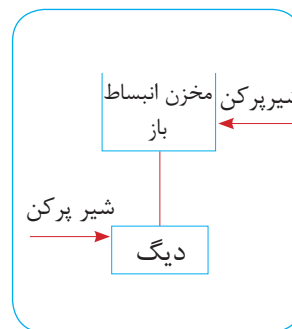 مخزن انبساط
باز
شیرپرکن
شیر پرکن
دیگ